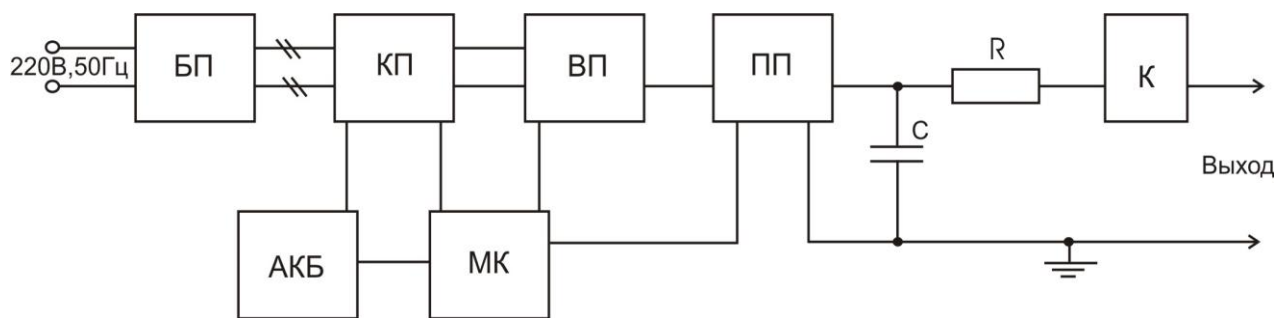 220В,50Гц
БП
КП
ВП
ПП
R
К
C
Выход
АКБ
МК